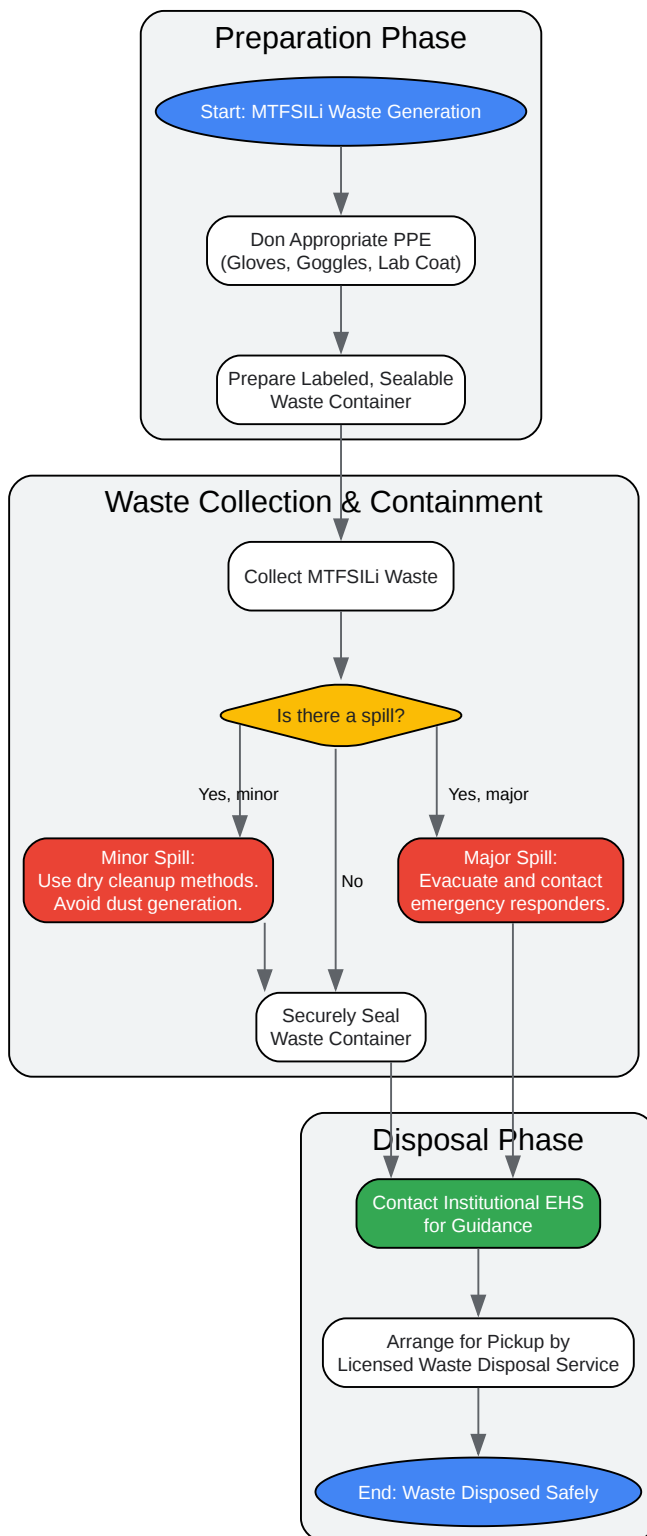 Preparation Phase
Start: MTFSILi Waste Generation
Don Appropriate PPE
(Gloves, Goggles, Lab Coat)
Prepare Labeled, Sealable
Waste Container
Waste Collection & Containment
Collect MTFSILi Waste
Is there a spill?
Yes, minor
Yes, major
Minor Spill:
Use dry cleanup methods.
Avoid dust generation.
No
Major Spill:
Evacuate and contact
emergency responders.
Securely Seal
Waste Container
Disposal Phase
Contact Institutional EHS
for Guidance
Arrange for Pickup by
Licensed Waste Disposal Service
End: Waste Disposed Safely